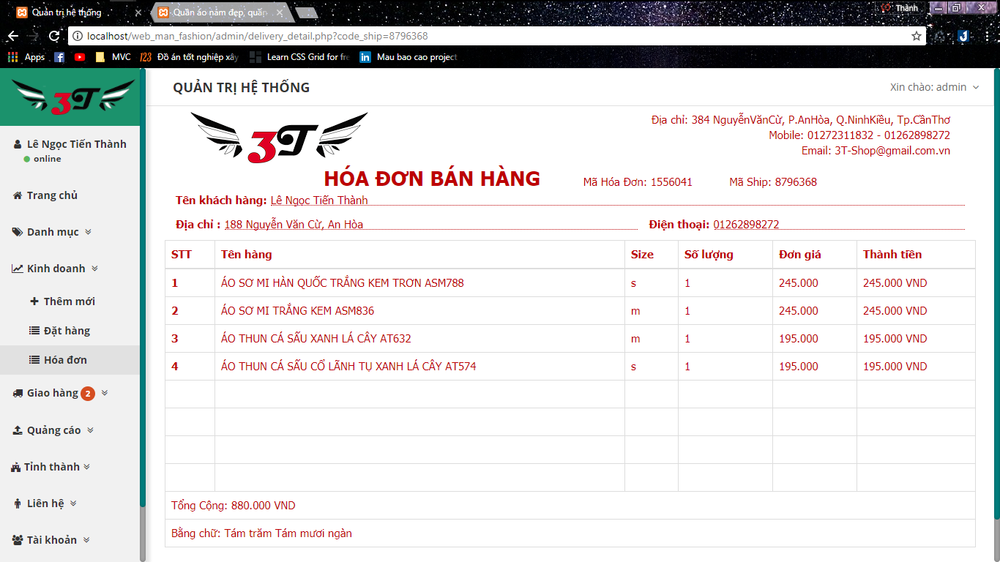 Quản trị hệ thống
Quần áo nam đẹp, quần
Thành
localhost/web_man_fashion/admin/delivery_detail.php?code_ship=8796368
Apps
MVC
123 Đồ án tốt nghiệp xây
Learn CSS Grid for fre
in Mau bao cao project
3T
QUẢN TRỊ HỆ THỐNG
Xin chào: admin
Lê Ngọc Tiến Thành
online
Trang chủ
Danh mục
Kinh doanh
Thêm mới
Đặt hàng
Hóa đơn
Giao hàng 2
Quảng cáo
Tỉnh thành
Liên hệ
Tài khoản
3T
Địa chỉ: 384 NguyễnVănCừ, P.AnHòa, Q.NinhKiều, Tp.CầnThơ
Mobile: 01272311832 - 01262898272
Email: 3T-Shop@gmail.com.vn
HÓA ĐƠN BÁN HÀNG Mã Hóa Đơn: 1556041 Mã Ship: 8796368
Tên khách hàng: Lê Ngọc Tiến Thành
Địa chỉ : 188 Nguyễn Văn Cừ, An Hòa Điện thoại: 01262898272
STT Tên hàng Size Số lượng Đơn giá Thành tiền
1 ÁO SƠ MI HÀN QUỐC TRẮNG KEM TRƠN ASM788 s 1 245.000 245.000 VND
2 ÁO SƠ MI TRẮNG KEM ASM836 m 1 245.000 245.000 VND
3 ÁO THUN CÁ SẤU XANH LÁ CÂY AT632 m 1 195.000 195.000 VND
4 ÁO THUN CÁ SẤU CỔ LÃNH TỤ XANH LÁ CÂY AT574 s 1 195.000 195.000 VND
Tổng Cộng: 880.000 VND
Bằng chữ: Tám trăm Tám mươi ngàn